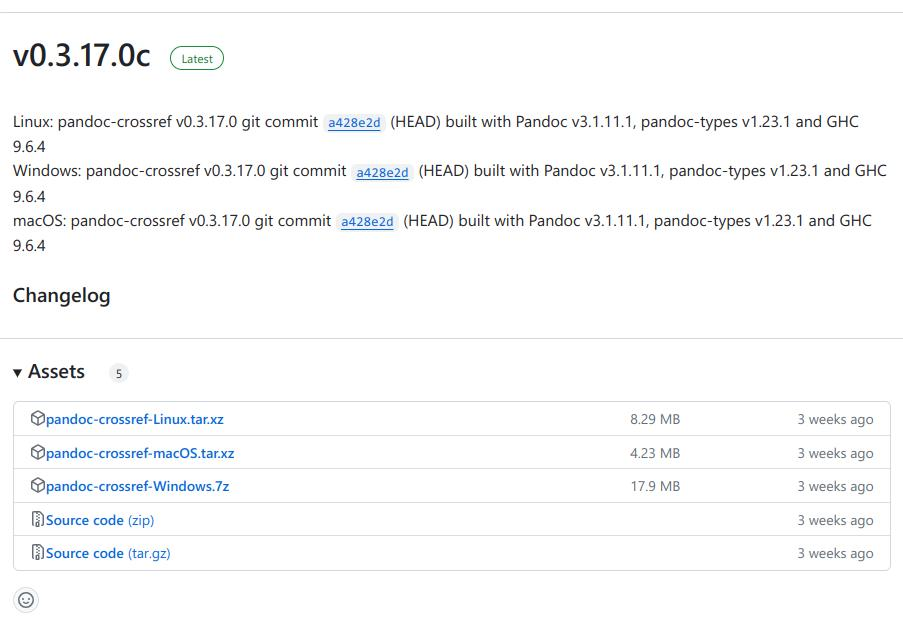 v0.3.17.0c Latest
Linux: pandoc-crossref v0.3.17.0 git commit a428e2d (HEAD) built with Pandoc v3.1.11.1, pandoc-types v1.23.1 and GHC
9.6.4
Windows: pandoc-crossref v0.3.17.0 git commit a428e2d (HEAD) built with Pandoc v3.1.11.1, pandoc-types v1.23.1 and GHC
9.6.4
macOS: pandoc-crossref v0.3.17.0 git commit a428e2d (HEAD) built with Pandoc v3.1.11.1, pandoc-types v1.23.1 and GHC
9.6.4
Changelog
Assets 5
pandoc-crossref-Linux.tar.xz 8.29 MB 3 weeks ago
pandoc-crossref-macOS.tar.xz 4.23 MB 3 weeks ago
pandoc-crossref-Windows.7z 17.9 MB 3 weeks ago
Source code (zip) 3 weeks ago
Source code (tar.gz) 3 weeks ago